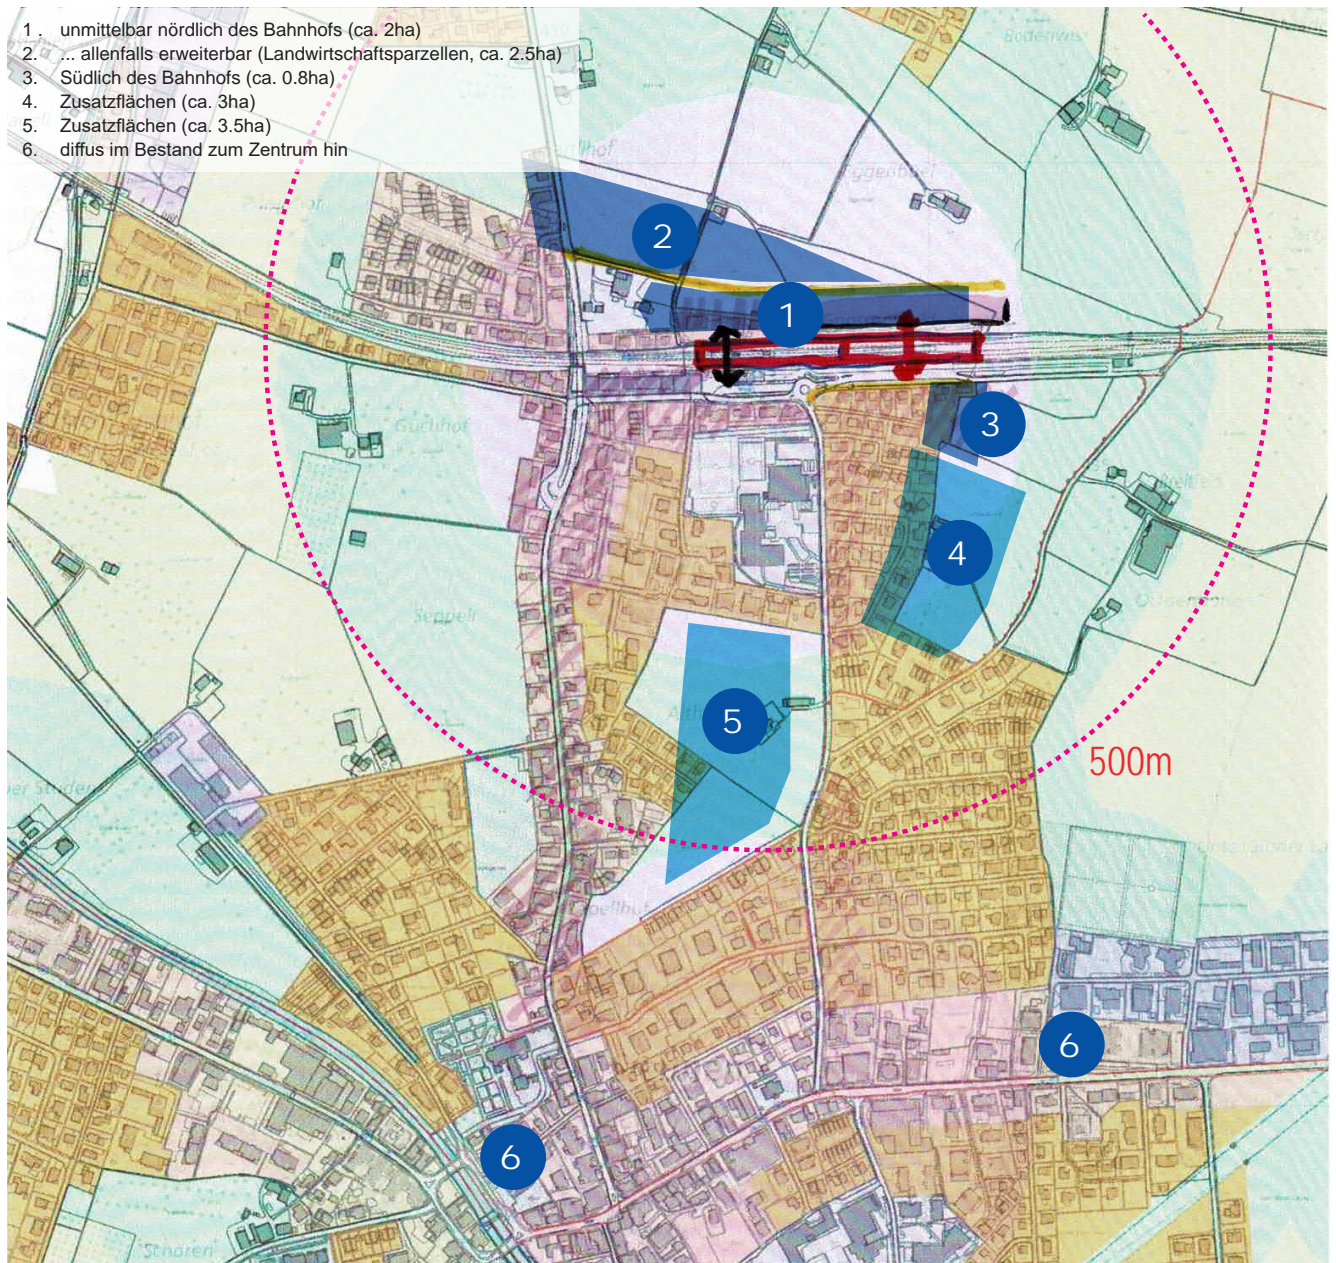 1 . unmittelbar nördlich des Bahnhofs (ca. 2ha)
2. ... allenfalls erweiterbar (Landwirtschaftsparzellen, ca. 2.5ha)
3. Südlich des Bahnhofs (ca. 0.8ha)
4. Zusatzflächen (ca. 3ha)
5. Zusatzflächen (ca. 3.5ha)
6. diffus im Bestand zum Zentrum hin
2
1
3
Guchhof
4
Seppeli
5
500m
6
6
Schoren